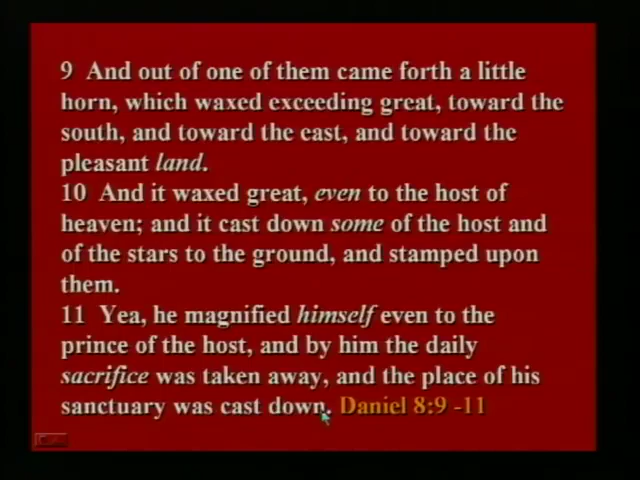 9 And out of one of them came forth a little
horn, which waxed exceeding great, toward the
south, and toward the east, and toward the
pleasant land.
10 And it waxed great, even to the host of
heaven; and it cast down some of the host and
of the stars to the ground, and stamped upon
them.
11 Yea, he magnified himself even to the
prince of the host, and by him the daily
sacrifice was taken away, and the place of his
sanctuary was cast down. Daniel 8:9 -11